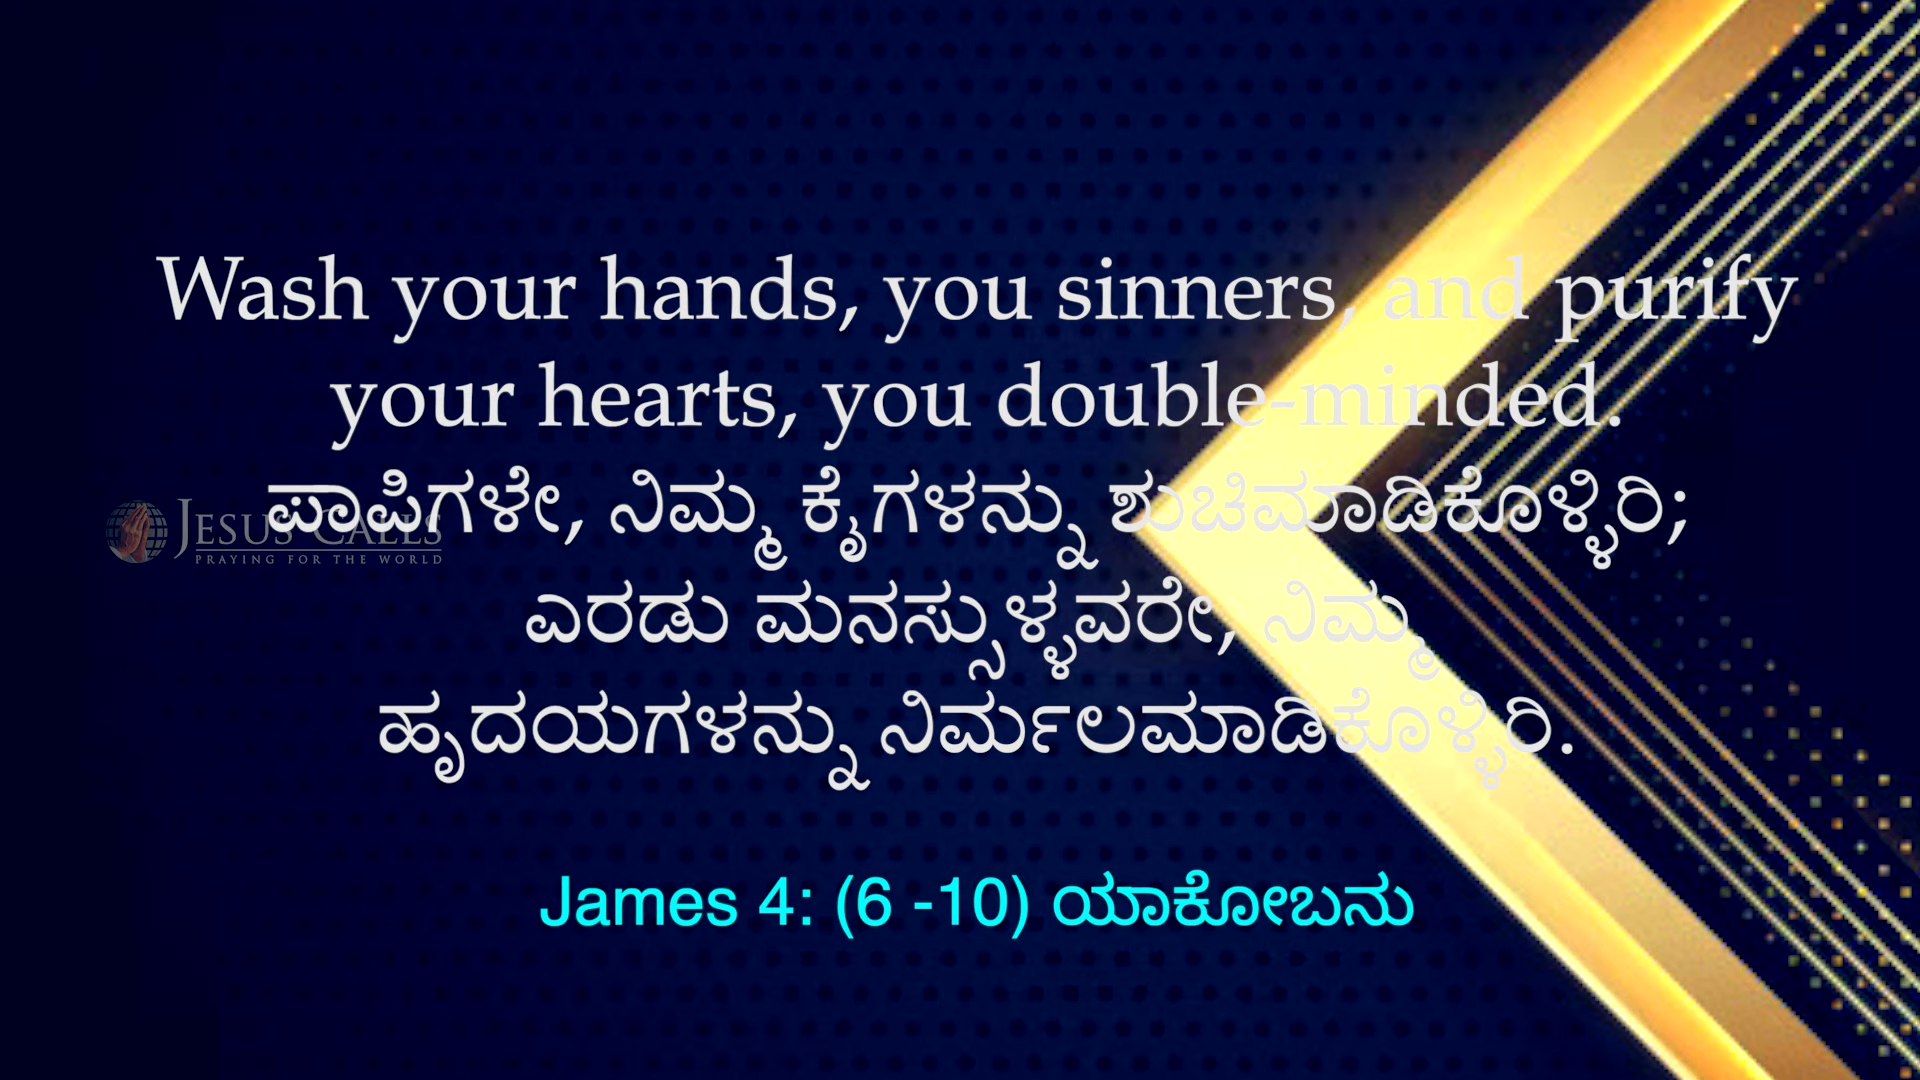 Wash your hands, you sinners, and purify
your hearts, you double-minded.
ಪಾಪಿಗಳೇ, ನಿಮ್ಮ ಕೈಗಳನ್ನು ಶುಚಿಮಾಡಿಕೊಳ್ಳಿರಿ;
JESUS CALLS
PRAYING FOR THE WORLD
ಎರಡು ಮನಸ್ಸುಳ್ಳವರೇ, ನಿಮ್ಮ
ಹೃದಯಗಳನ್ನು ನಿರ್ಮಲಮಾಡಿಕೊಳ್ಳಿರಿ.
James 4: (6 -10) ಯಾಕೋಬನು